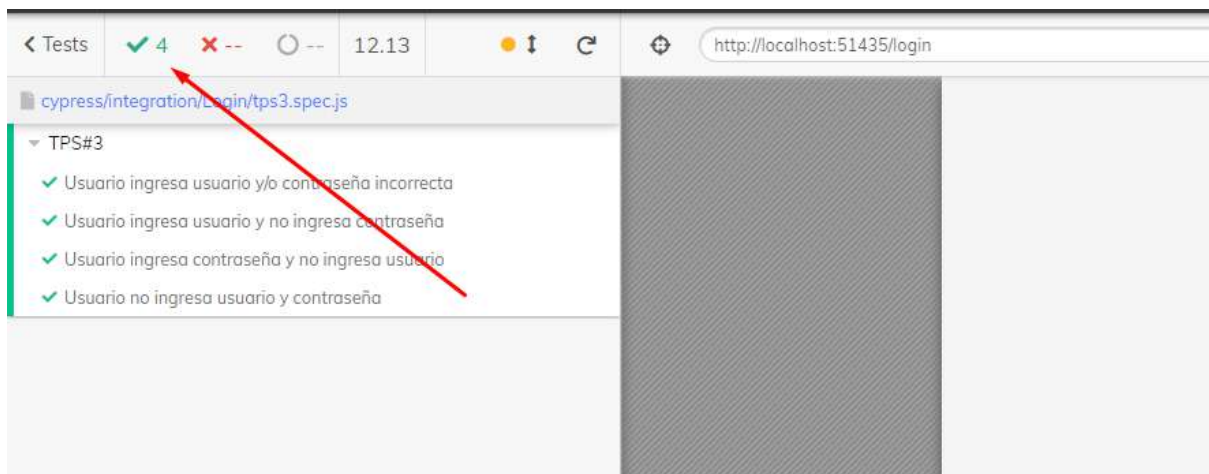 Tests 4 -- -- 12.13 http://localhost:51435/login
cypress/integration/Login/tps3.spec.js
TPS#3
Usuario ingresa usuario y/o contraseña incorrecta
Usuario ingresa usuario y no ingresa contraseña
Usuario ingresa contraseña y no ingresa usuario
Usuario no ingresa usuario y contraseña